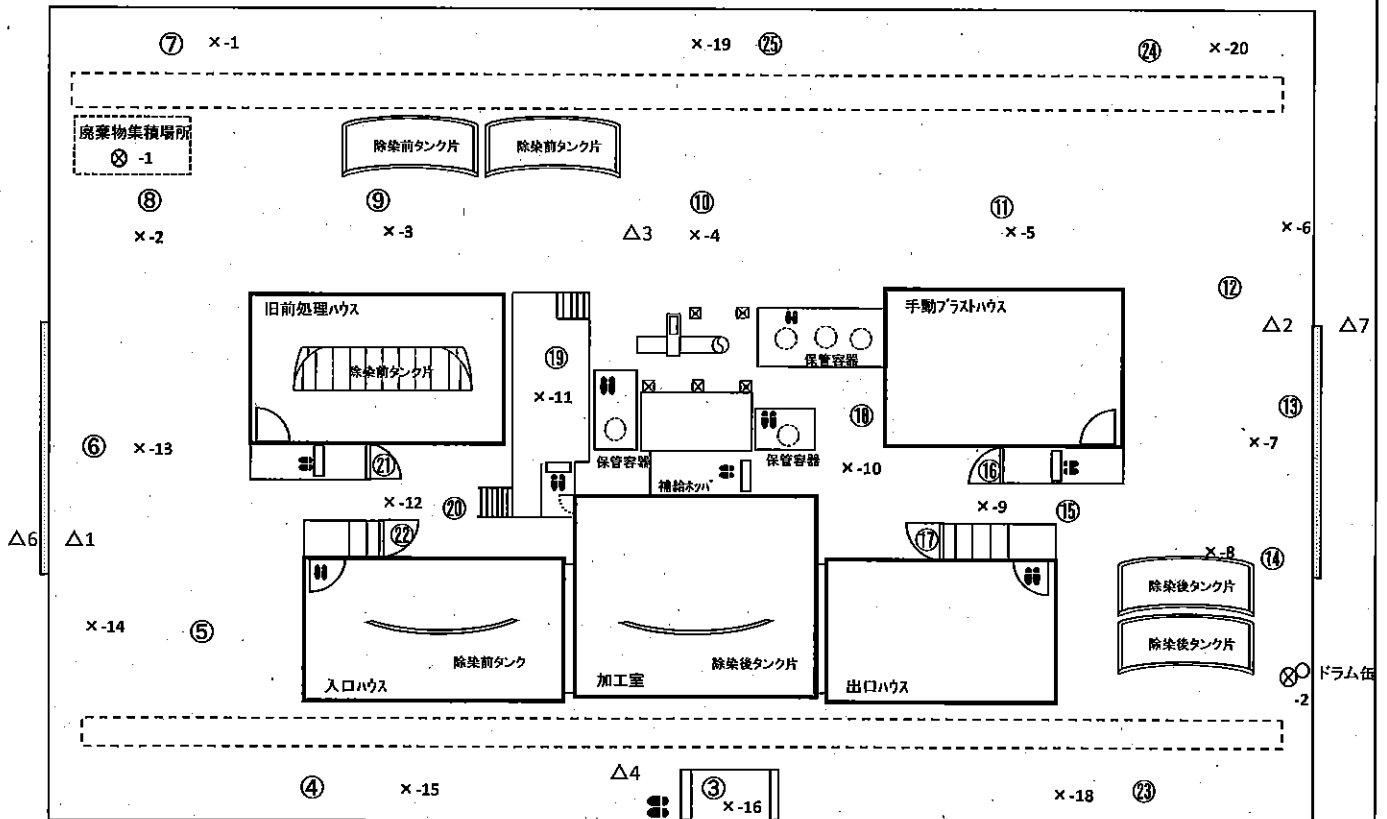 ⑦ ×-1 ×-19 ㉕ ㉔ ×-20
廃棄物集積場所
⊗ -1
除染前タンク片 除染前タンク片
⑧ ⑨ ⑩ ⑪
×-2 ×-3 △3 ×-4 ×-5 ×-6
⑫
旧前処理ハウス
手動ブラストハウス
△2 △7
⑲
保管容器
除染前タンク片
×-11
⑱ ⑬
⑥ ×-13
×-7
㉑ 保管容器 保管容器 ×-10 ⑯
補給ホッパ
×-12 ⑳ ×-9 ⑮
△6 △1 ㉒ ⑰
×-8 ⑭
除染後タンク片
×-14 ⑤
除染後タンク片
除染前タンク 除染後タンク片
入口ハウス 加工室 出口ハウス
⊗ ドラム缶
-2
④ ×-15 △4 ③ ×-16 ×-18 ㉓